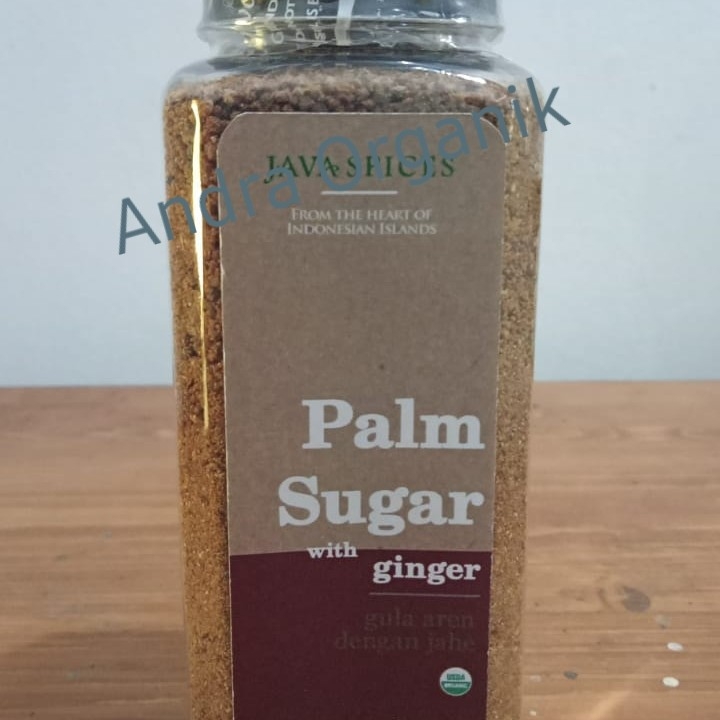 JAVA SPICES
FROM THE HEART OF
INDONESIAN ISLANDS
Andra Organik
Palm
Sugar
with ginger
gula aren
dengan jahe
USDA
ORGANIC